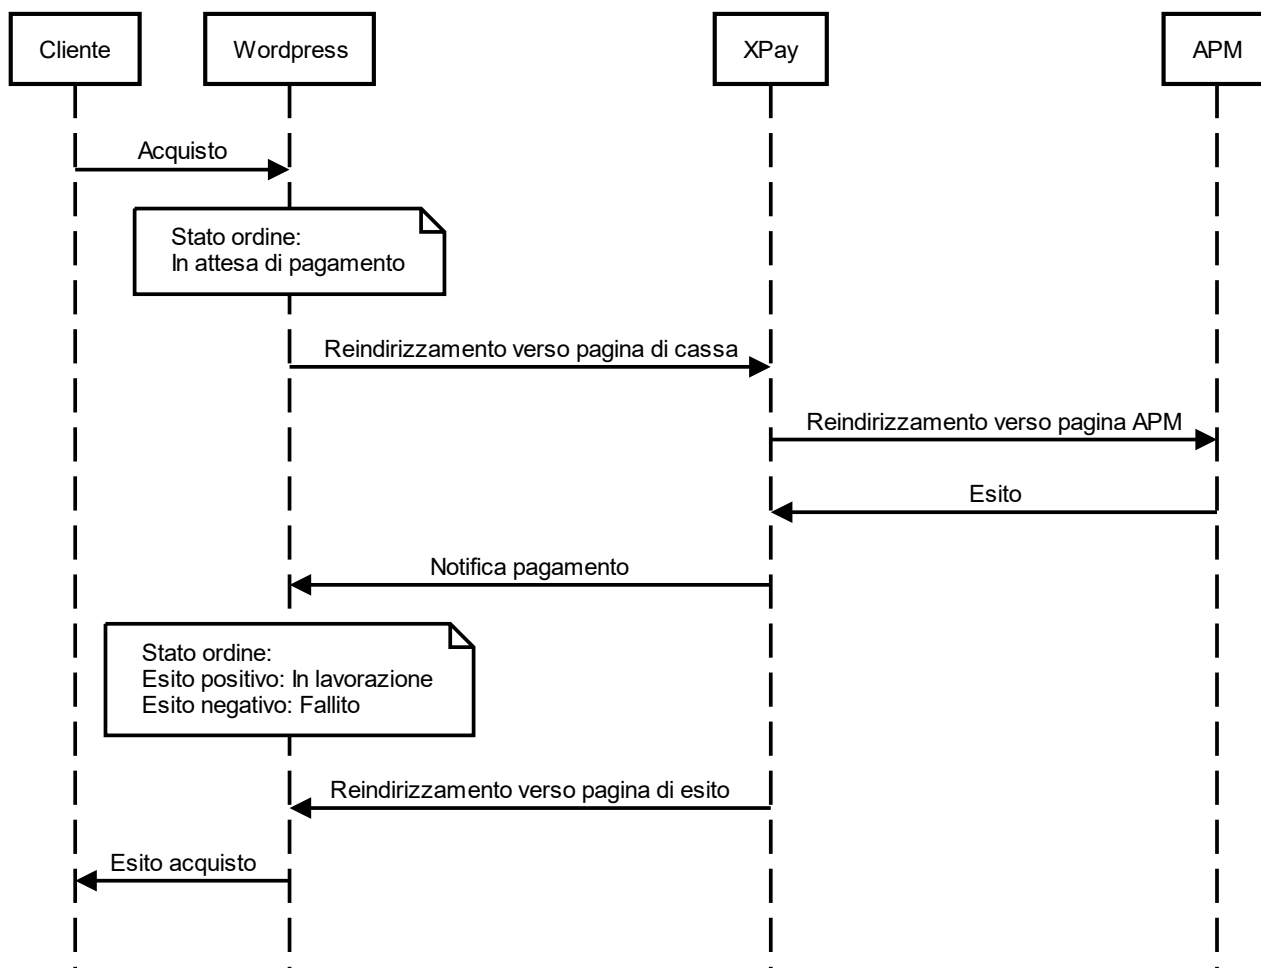 Cliente
Wordpress
XPay
APM
Acquisto
Stato ordine:
In attesa di pagamento
Reindirizzamento verso pagina di cassa
Reindirizzamento verso pagina APM
Esito
Notifica pagamento
Stato ordine:
Esito positivo: In lavorazione
Esito negativo: Fallito
Reindirizzamento verso pagina di esito
Esito acquisto